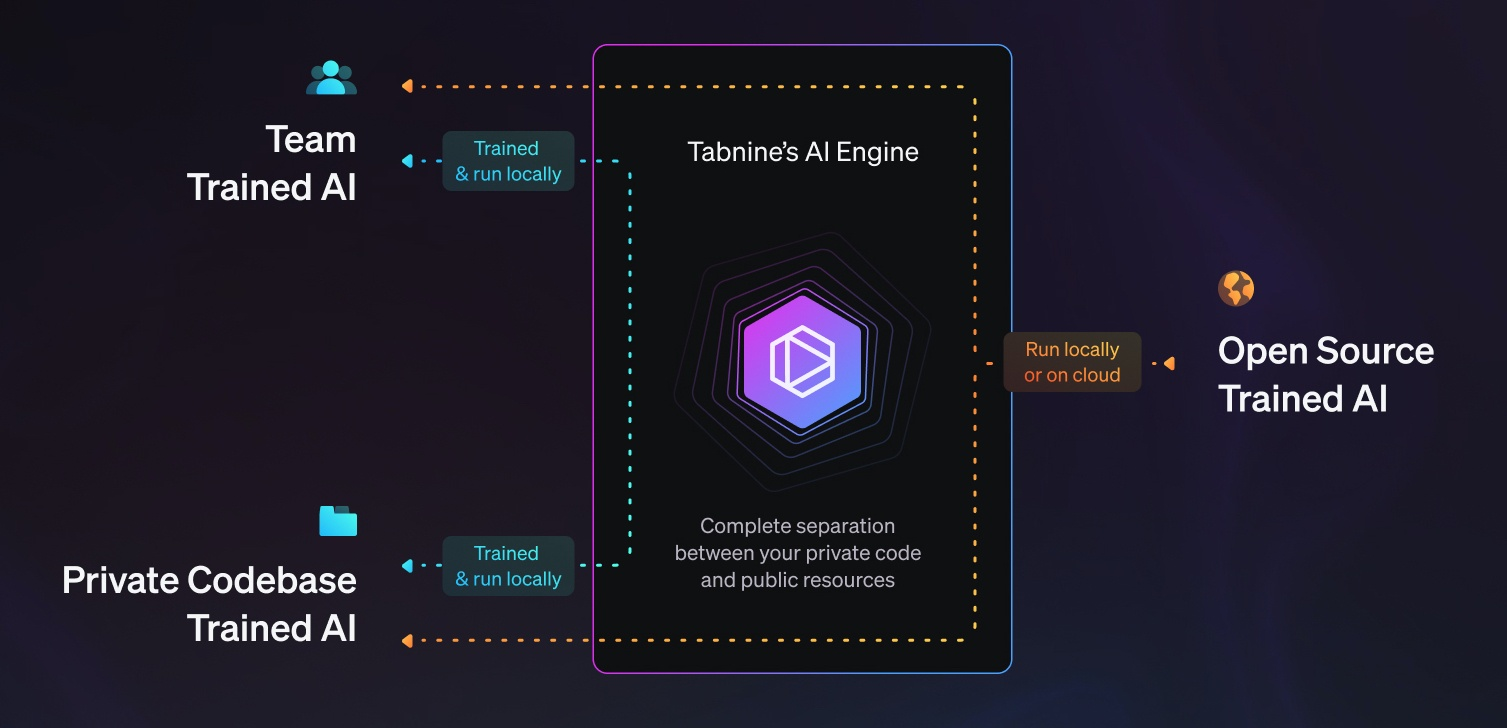 Team
Trained AI
Trained
& run locally
Tabnine’s AI Engine
Run locally
or on cloud
Open Source
Trained AI
Complete separation
between your private code
and public resources
Private Codebase
Trained AI
Trained
& run locally